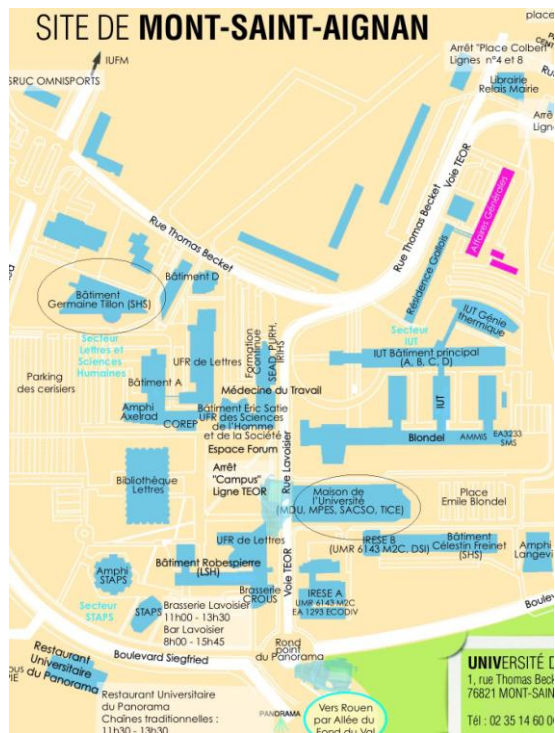 SITE DE MONT-SAINT-AIGNAN
place
Arrêt "Place Colbert
Lignes n°4 et 8
Librairie
Relais Mairie
IUFM
SRUC OMNISPORTS
Rue Thomas Becket
Rue Thomas Becket
Voie TEOR
Affaires Générales
Résidence Gallois
Bâtiment D
Bâtiment
Germaine Tillon (SHS)
IUT Génie
thermique
Secteur
IUT
Secteur
Lettres et
Sciences
Humaines
UFR de Lettres
Formation
Continue
SEAD, PURH,
IRIHS
IUT Bâtiment principal
(A, B, C, D)
Parking
des cerisiers
Bâtiment A
Médecine du Travail
Amphi
Axelrad
COREP
Bâtiment Eric Satie
UFR des Sciences
de l'Homme
et de la Société
IUT
Blondel
AMMIS
EA3233
SMS
Espace Forum
Rue Lavoisier
Arrêt
"Campus"
Ligne TEOR
Bibliothèque
Lettres
Maison de
l'Université
(MDU, MPES, SACSO, TICE)
Place
Emile Blondel
UFR de Lettres
IRESE B
(UMR 6143 M2C, DSI)
Bâtiment
Célestin Freinet
(SHS)
Amphi
Langevi
Bâtiment Robespierre
(LSH)
Voie TEOR
Amphi
STAPS
Brasserie
CROUS
IRESE A
UMR 6143 M2C
EA 1293 ECODIV
Secteur
STAPS
STAPS
Brasserie Lavoisier
11h00 - 13h30
Bar Lavoisier
8h00 - 15h45
Boulev
Rond
point
du Panorama
Boulevard Siegfried
Restaurant
Universitaire
du Panorama
Restaurant Universitaire
du Panorama
Chaînes traditionnelles :
11h30 - 13h30
PANORAMA
Vers Rouen
par Allée du
Fond du Val
UNIVERSITÉ D
1, rue Thomas Becke
76821 MONT-SAIN
Tél : 02 35 14 60 0